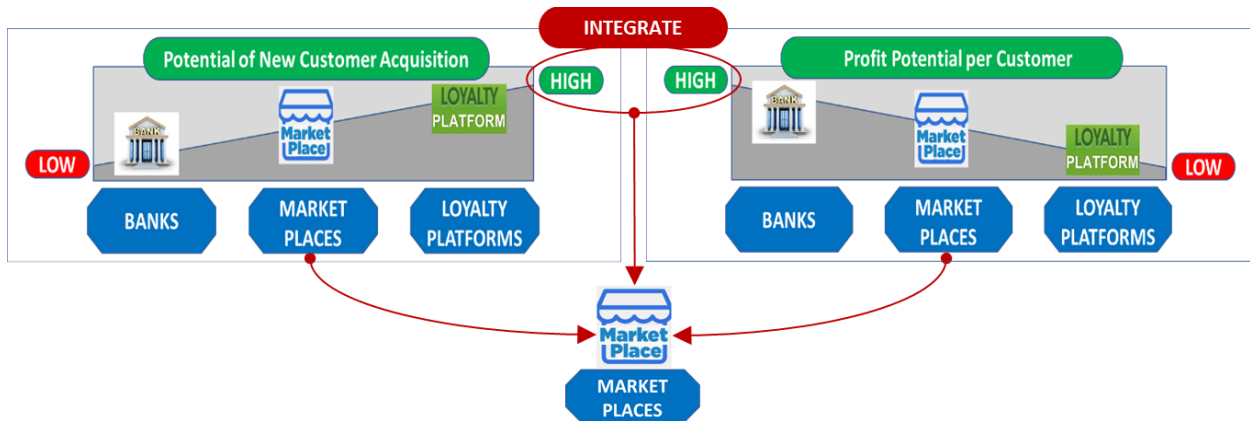 INTEGRATE
Potential of New Customer Acquisition
HIGH
LOW
BANK
Market
Place
LOYALTY
PLATFORM
BANKS
MARKET
PLACES
LOYALTY
PLATFORMS
Profit Potential per Customer
HIGH
LOW
BANK
Market
Place
LOYALTY
PLATFORM
BANKS
MARKET
PLACES
LOYALTY
PLATFORMS
Market
Place
MARKET
PLACES